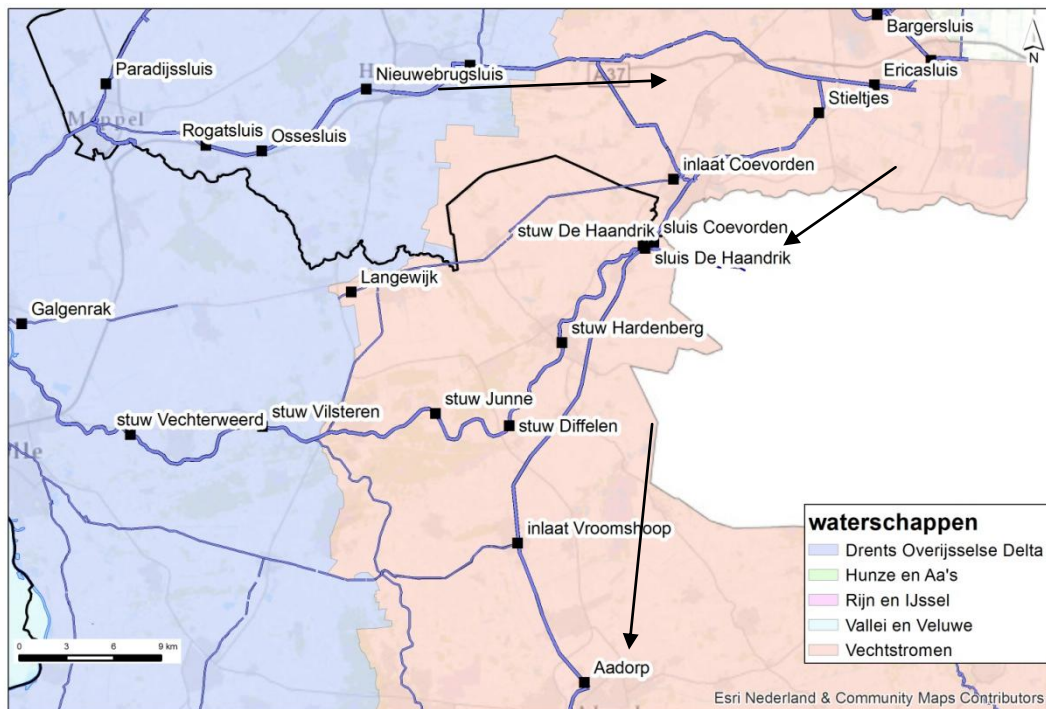 Bargersluis
N
Paradijssluis
H
Nieuwebrugsluis
A37
Ericasluis
Stieltjes
Meppel
Rogatsluis
Ossesluis
inlaat Coevorden
stuw De Haandrik
sluis Coevorden
sluis De Haandrik
Langewijk
Galgenrak
stuw Hardenberg
stuw Junne
stuw Vechterweerd
stuw Vilsteren
stuw Diffelen
lle
inlaat Vroomshoop
waterschappen
Drents Overijsselse Delta
Hunze en Aa's
Rijn en IJssel
Vallei en Veluwe
Vechtstromen
0 3 6 9 km
Aadorp
Esri Nederland & Community Maps Contributors